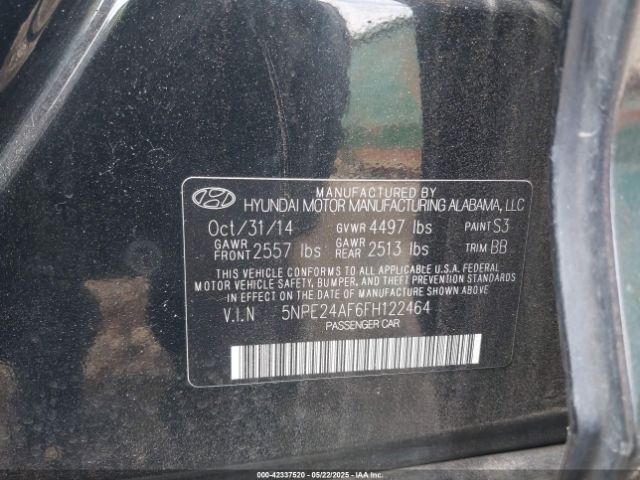 MANUFACTURED BY
HYUNDAI MOTOR MANUFACTURING ALABAMA, LLC
Oct/31/14 GVWR 4497 lbs PAINT S3
GAWR FRONT 2557 lbs GAWR REAR 2513 lbs TRIM BB
THIS VEHICLE CONFORMS TO ALL APPLICABLE U.S.A. FEDERAL
MOTOR VEHICLE SAFETY, BUMPER, AND THEFT PREVENTION STANDARDS
IN EFFECT ON THE DATE OF MANUFACTURE SHOWN ABOVE.
V.I.N 5NPE24AF6FH122464
PASSENGER CAR
000-42337520 - 05/22/2025 - IAAI.COM